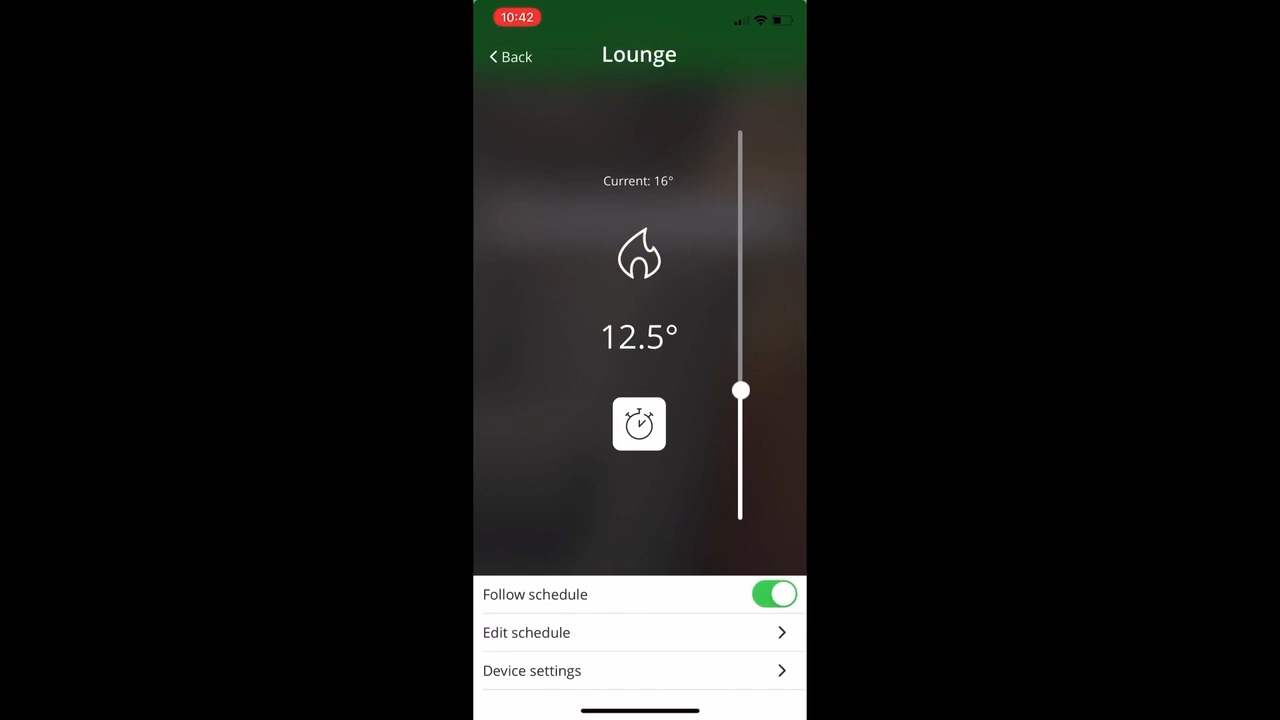 10:42
Back
Lounge
Current: 16°
12.5°
Follow schedule
Edit schedule
Device settings